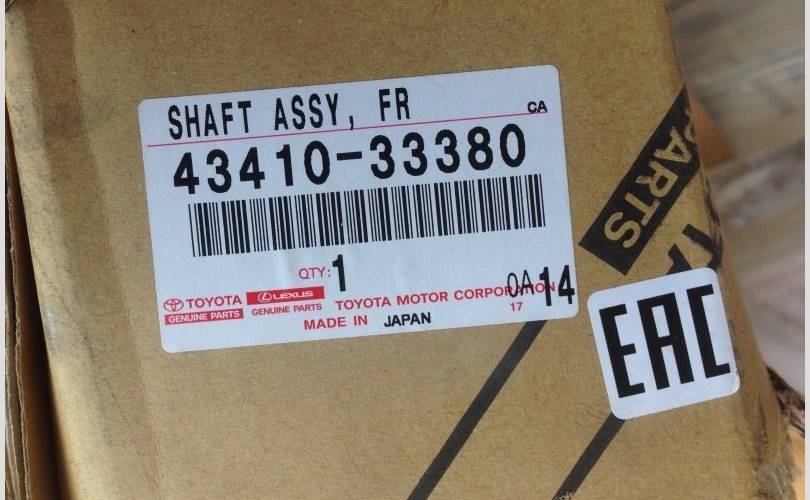 SHAFT ASSY, FR
CA
43410-33380
QTY: 1
TOYOTA
GENUINE PARTS
LEXUS
GENUINE PARTS
TOYOTA MOTOR CORPORATION
0A 14
17
MADE IN JAPAN
PARTS
TA
EAC